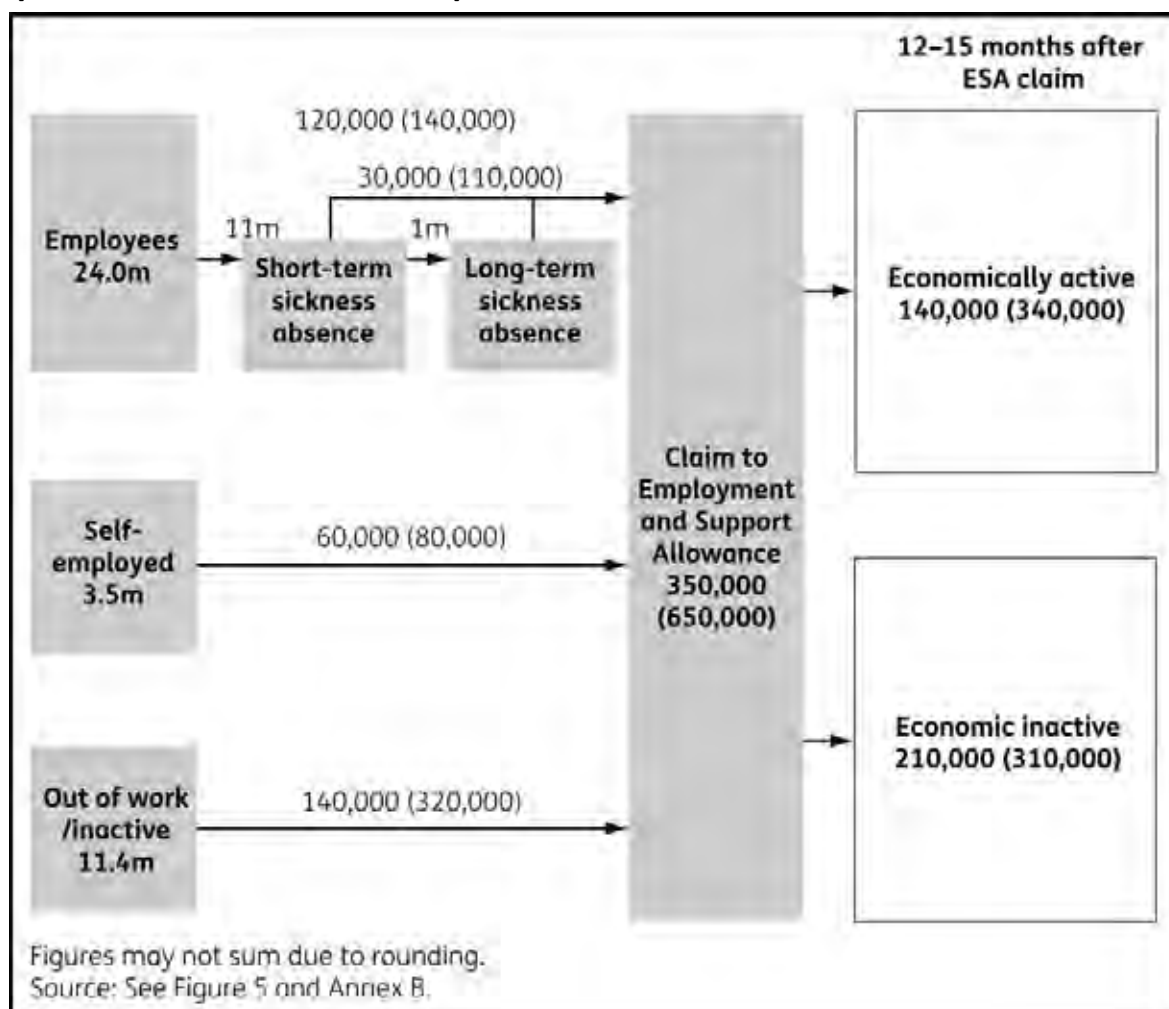 12–15 months after
ESA claim
120,000 (140,000)
30,000 (110,000)
Employees
24.0m
11m
Short-term
sickness
absence
1m
Long-term
sickness
absence
Economically active
140,000 (340,000)
Claim to
Employment
and Support
Allowance
350,000
(650,000)
Self-
employed
3.5m
60,000 (80,000)
Economic inactive
210,000 (310,000)
Out of work
/inactive
11.4m
140,000 (320,000)
Figures may not sum due to rounding.
Source: See Figure 5 and Annex B.